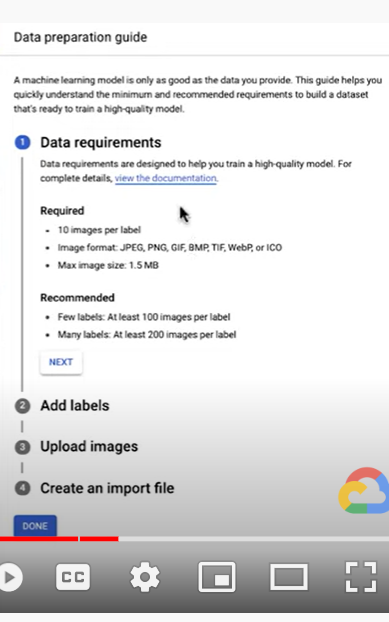 Data preparation guide
A machine learning model is only as good as the data you provide. This guide helps you
quickly understand the minimum and recommended requirements to build a dataset
that's ready to train a high-quality model.
1 Data requirements
Data requirements are designed to help you train a high-quality model. For
complete details, view the documentation.
Required
• 10 images per label
• Image format: JPEG, PNG, GIF, BMP, TIF, WebP, or ICO
• Max image size: 1.5 MB
Recommended
• Few labels: At least 100 images per label
• Many labels: At least 200 images per label
NEXT
2 Add labels
3 Upload images
4 Create an import file
DONE
CC